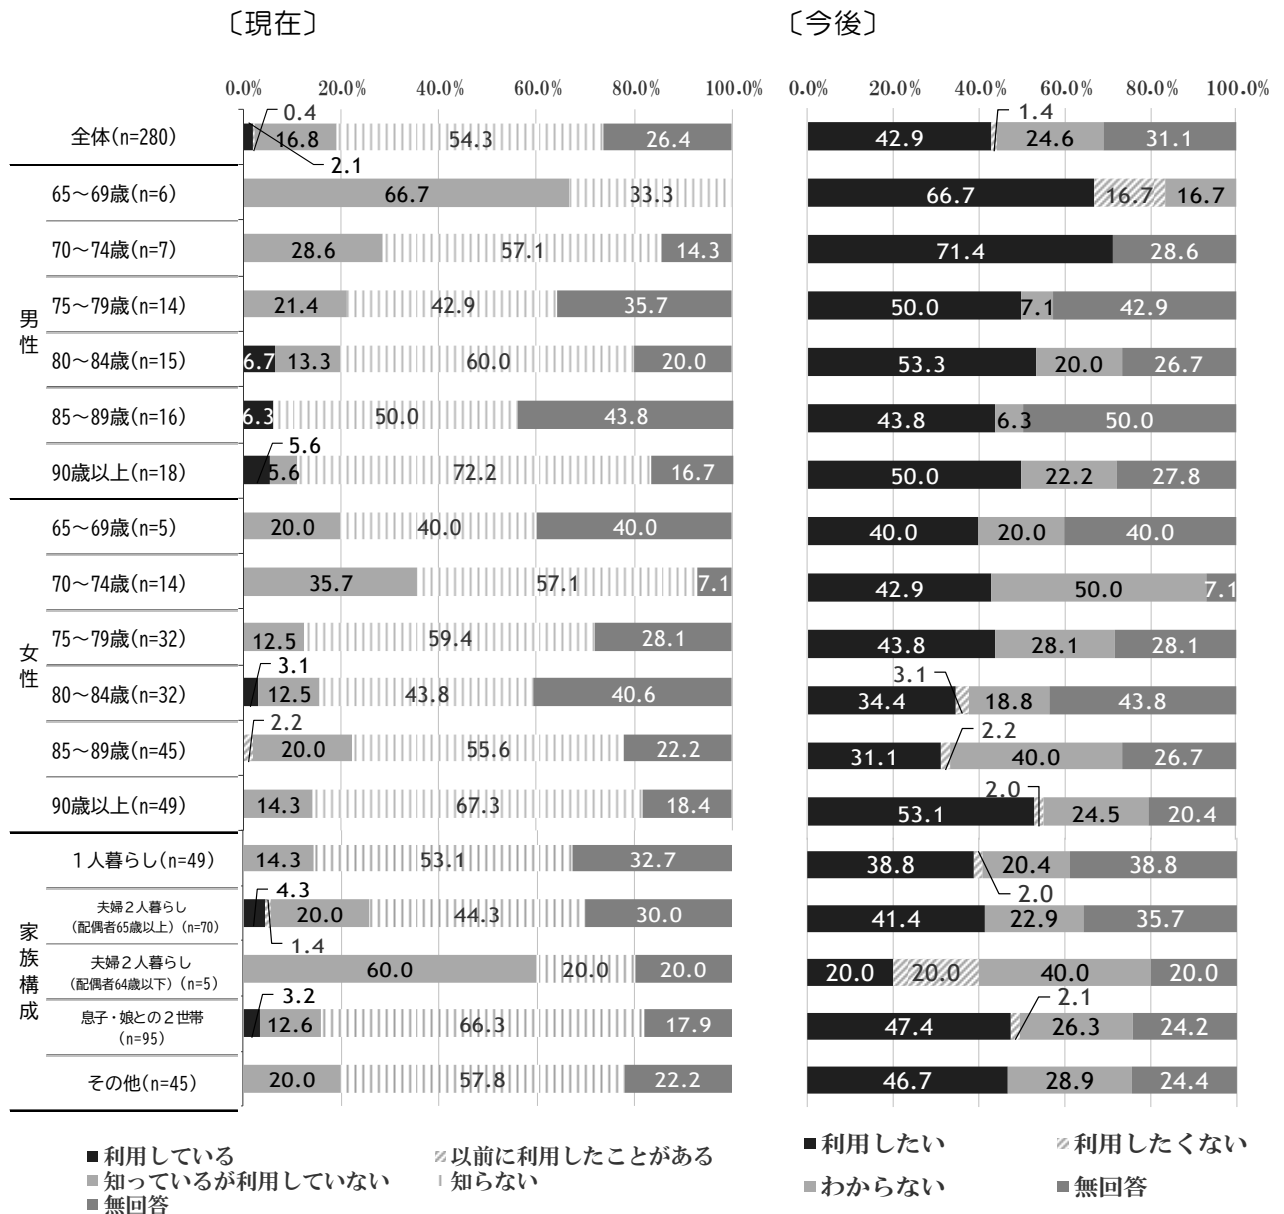 〔現在〕 〔今後〕
0.0% 20.0% 40.0% 60.0% 80.0% 100.0% 0.0% 20.0% 40.0% 60.0% 80.0% 100.0%
全体(n=280) 2.1 0.4 16.8 54.3 26.4 42.9 1.4 24.6 31.1
男性
65～69歳(n=6) 66.7 33.3 66.7 16.7 16.7
70～74歳(n=7) 28.6 57.1 14.3 71.4 28.6
75～79歳(n=14) 21.4 42.9 35.7 50.0 7.1 42.9
80～84歳(n=15) 6.7 13.3 60.0 20.0 53.3 20.0 26.7
85～89歳(n=16) 6.3 50.0 43.8 43.8 6.3 50.0
90歳以上(n=18) 5.6 5.6 72.2 16.7 50.0 22.2 27.8
女性
65～69歳(n=5) 20.0 40.0 40.0 40.0 20.0 40.0
70～74歳(n=14) 35.7 57.1 7.1 42.9 50.0 7.1
75～79歳(n=32) 12.5 59.4 28.1 43.8 28.1 28.1
80～84歳(n=32) 3.1 12.5 43.8 40.6 34.4 3.1 18.8 43.8
85～89歳(n=45) 2.2 20.0 55.6 22.2 31.1 2.2 40.0 26.7
90歳以上(n=49) 14.3 67.3 18.4 53.1 2.0 24.5 20.4
家族構成
１人暮らし(n=49) 14.3 53.1 32.7 38.8 2.0 20.4 38.8
夫婦２人暮らし
(配偶者65歳以上)(n=70) 4.3 1.4 20.0 44.3 30.0 41.4 22.9 35.7
夫婦２人暮らし
(配偶者64歳以下)(n=5) 60.0 20.0 20.0 20.0 20.0 40.0 20.0
息子・娘との２世帯
(n=95) 3.2 12.6 66.3 17.9 47.4 2.1 26.3 24.2
その他(n=45) 20.0 57.8 22.2 46.7 28.9 24.4
利用している 以前に利用したことがある
知っているが利用していない 知らない
無回答
利用したい 利用したくない
わからない 無回答